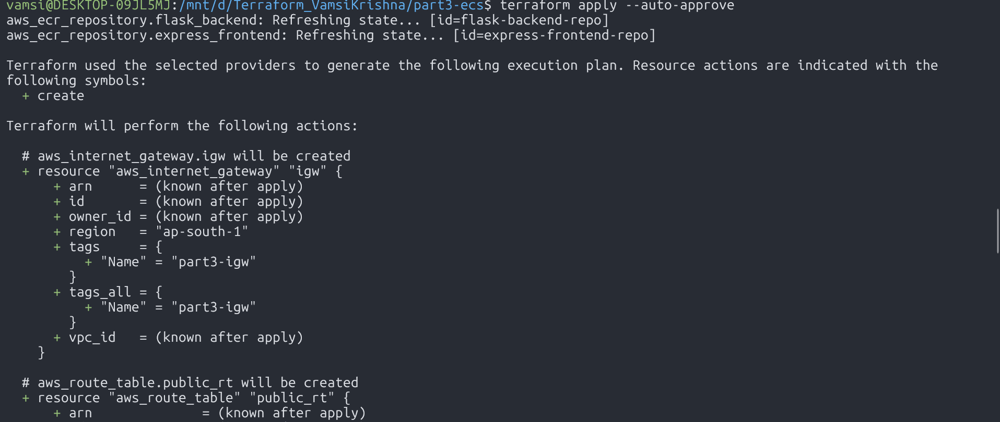 vamsi@DESKTOP-09JL5MJ:/mnt/d/Terraform_VamsiKrishna/part3-ecs$ terraform apply --auto-approve
aws_ecr_repository.flask_backend: Refreshing state... [id=flask-backend-repo]
aws_ecr_repository.express_frontend: Refreshing state... [id=express-frontend-repo]

Terraform used the selected providers to generate the following execution plan. Resource actions are indicated with the
following symbols:
  + create

Terraform will perform the following actions:

  # aws_internet_gateway.igw will be created
  + resource "aws_internet_gateway" "igw" {
      + arn      = (known after apply)
      + id       = (known after apply)
      + owner_id = (known after apply)
      + region   = "ap-south-1"
      + tags     = {
          + "Name" = "part3-igw"
        }
      + tags_all = {
          + "Name" = "part3-igw"
        }
      + vpc_id   = (known after apply)
    }

  # aws_route_table.public_rt will be created
  + resource "aws_route_table" "public_rt" {
      + arn              = (known after apply)